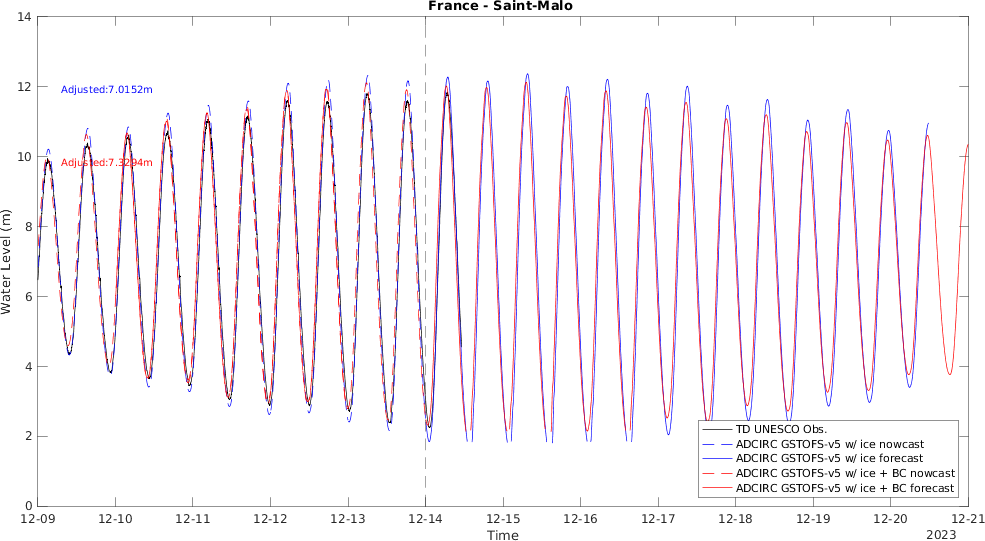 France - Saint-Malo
14
12
10
8
6
4
2
0
Water Level (m)
Adjusted:7.0152m
Adjusted:7.3294m
TD UNESCO Obs.
ADCIRC GSTOFS-v5 w/ ice nowcast
ADCIRC GSTOFS-v5 w/ ice forecast
ADCIRC GSTOFS-v5 w/ ice + BC nowcast
ADCIRC GSTOFS-v5 w/ ice + BC forecast
12-09 12-10 12-11 12-12 12-13 12-14 12-15 12-16 12-17 12-18 12-19 12-20 12-21
Time
2023